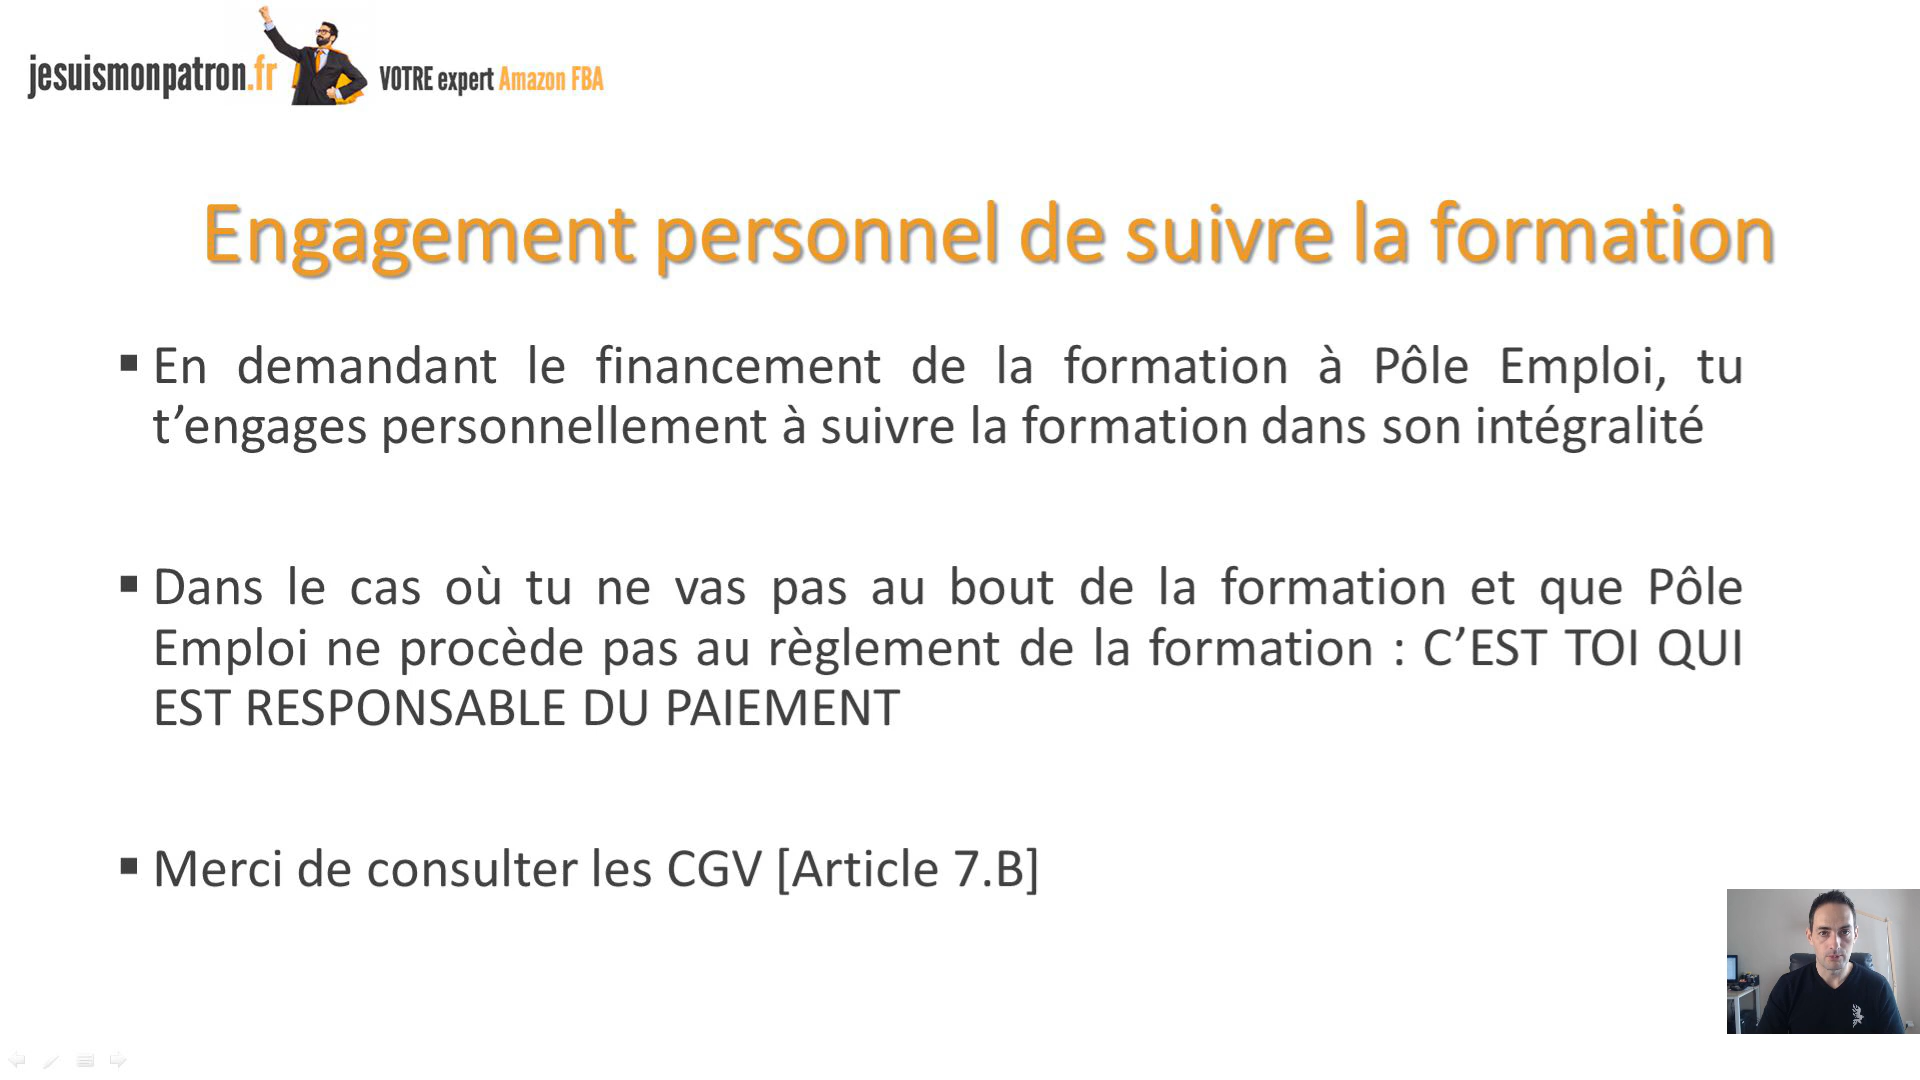 jesuismonpatron.fr VOTRE expert Amazon FBA
Engagement personnel de suivre la formation
▪ En demandant le financement de la formation à Pôle Emploi, tu
t’engages personnellement à suivre la formation dans son intégralité
▪ Dans le cas où tu ne vas pas au bout de la formation et que Pôle
Emploi ne procède pas au règlement de la formation : C’EST TOI QUI
EST RESPONSABLE DU PAIEMENT
▪ Merci de consulter les CGV [Article 7.B]